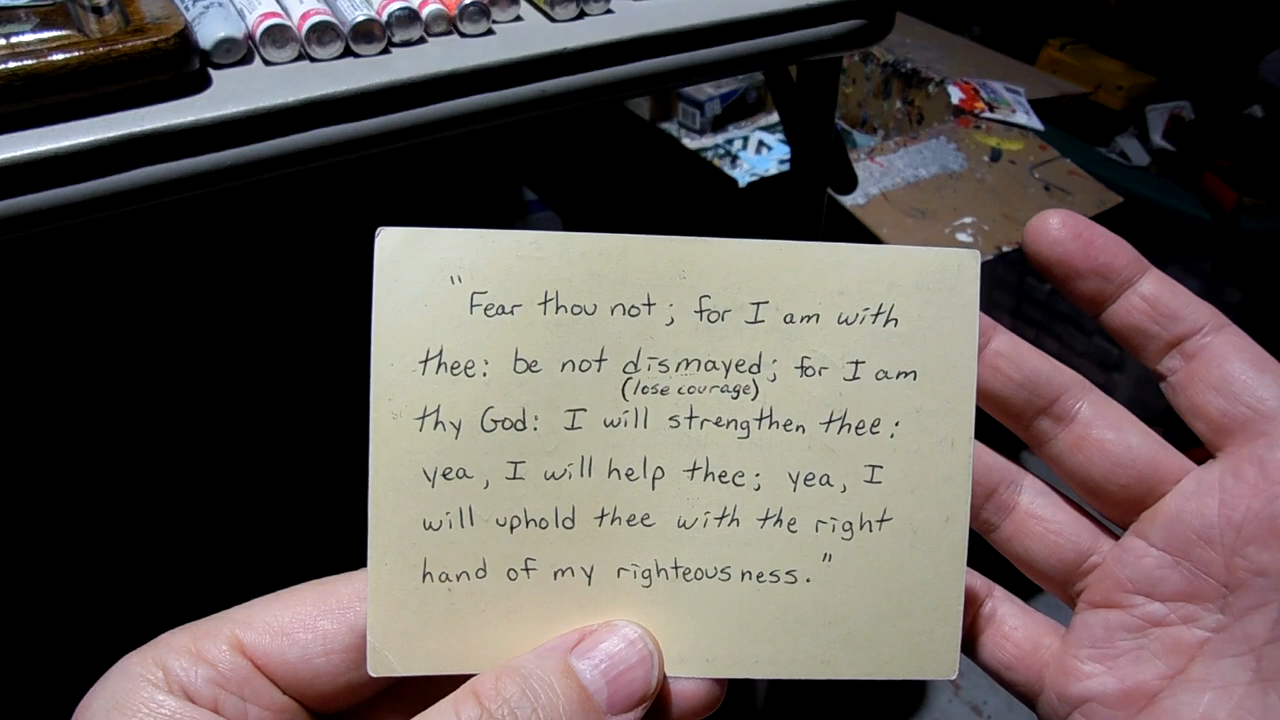 "Fear thou not; for I am with
thee: be not dismayed; for I am
(lose courage)
thy God: I will strengthen thee:
yea, I will help thee; yea, I
will uphold thee with the right
hand of my righteousness."